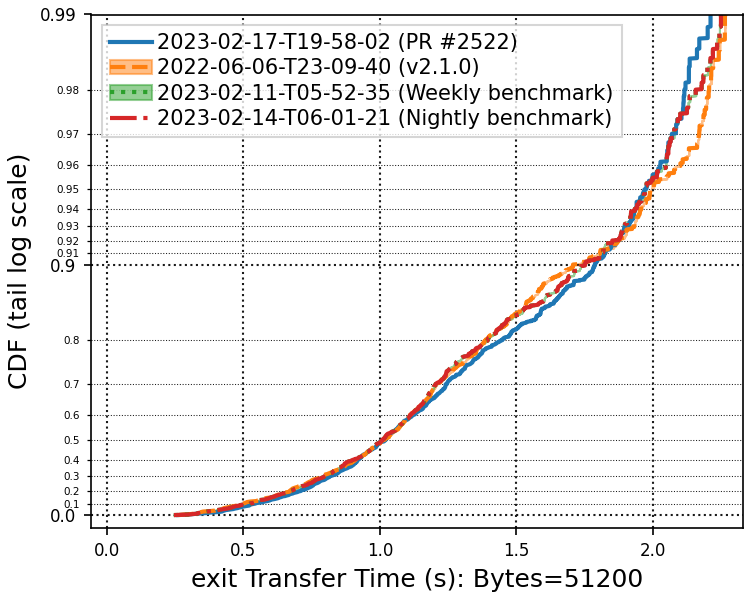 0.99
0.98
0.97
0.96
0.95
0.94
0.93
0.92
0.91
0.9
0.8
0.7
0.6
0.5
0.4
0.3
0.2
0.1
0.0
CDF (tail log scale)
2023-02-17-T19-58-02 (PR #2522)
2022-06-06-T23-09-40 (v2.1.0)
2023-02-11-T05-52-35 (Weekly benchmark)
2023-02-14-T06-01-21 (Nightly benchmark)
0.0 0.5 1.0 1.5 2.0
exit Transfer Time (s): Bytes=51200